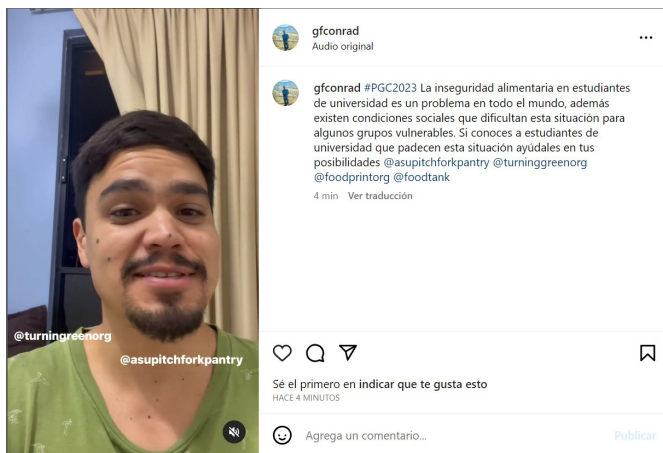 @turningreenorg
@asupitchforkpantry
gfconrad
Audio original
gfconrad #PGC2023 La inseguridad alimentaria en estudiantes
de universidad es un problema en todo el mundo, además
existen condiciones sociales que dificultan esta situación para
algunos grupos vulnerables. Si conoces a estudiantes de
universidad que padecen esta situación ayúdales en tus
posibilidades @asupitchforkpantry @turninggreenorg
@foodprintorg @foodtank
4 min Ver traducción
Sé el primero en indicar que te gusta esto
HACE 4 MINUTOS
Agrega un comentario...
Publicar